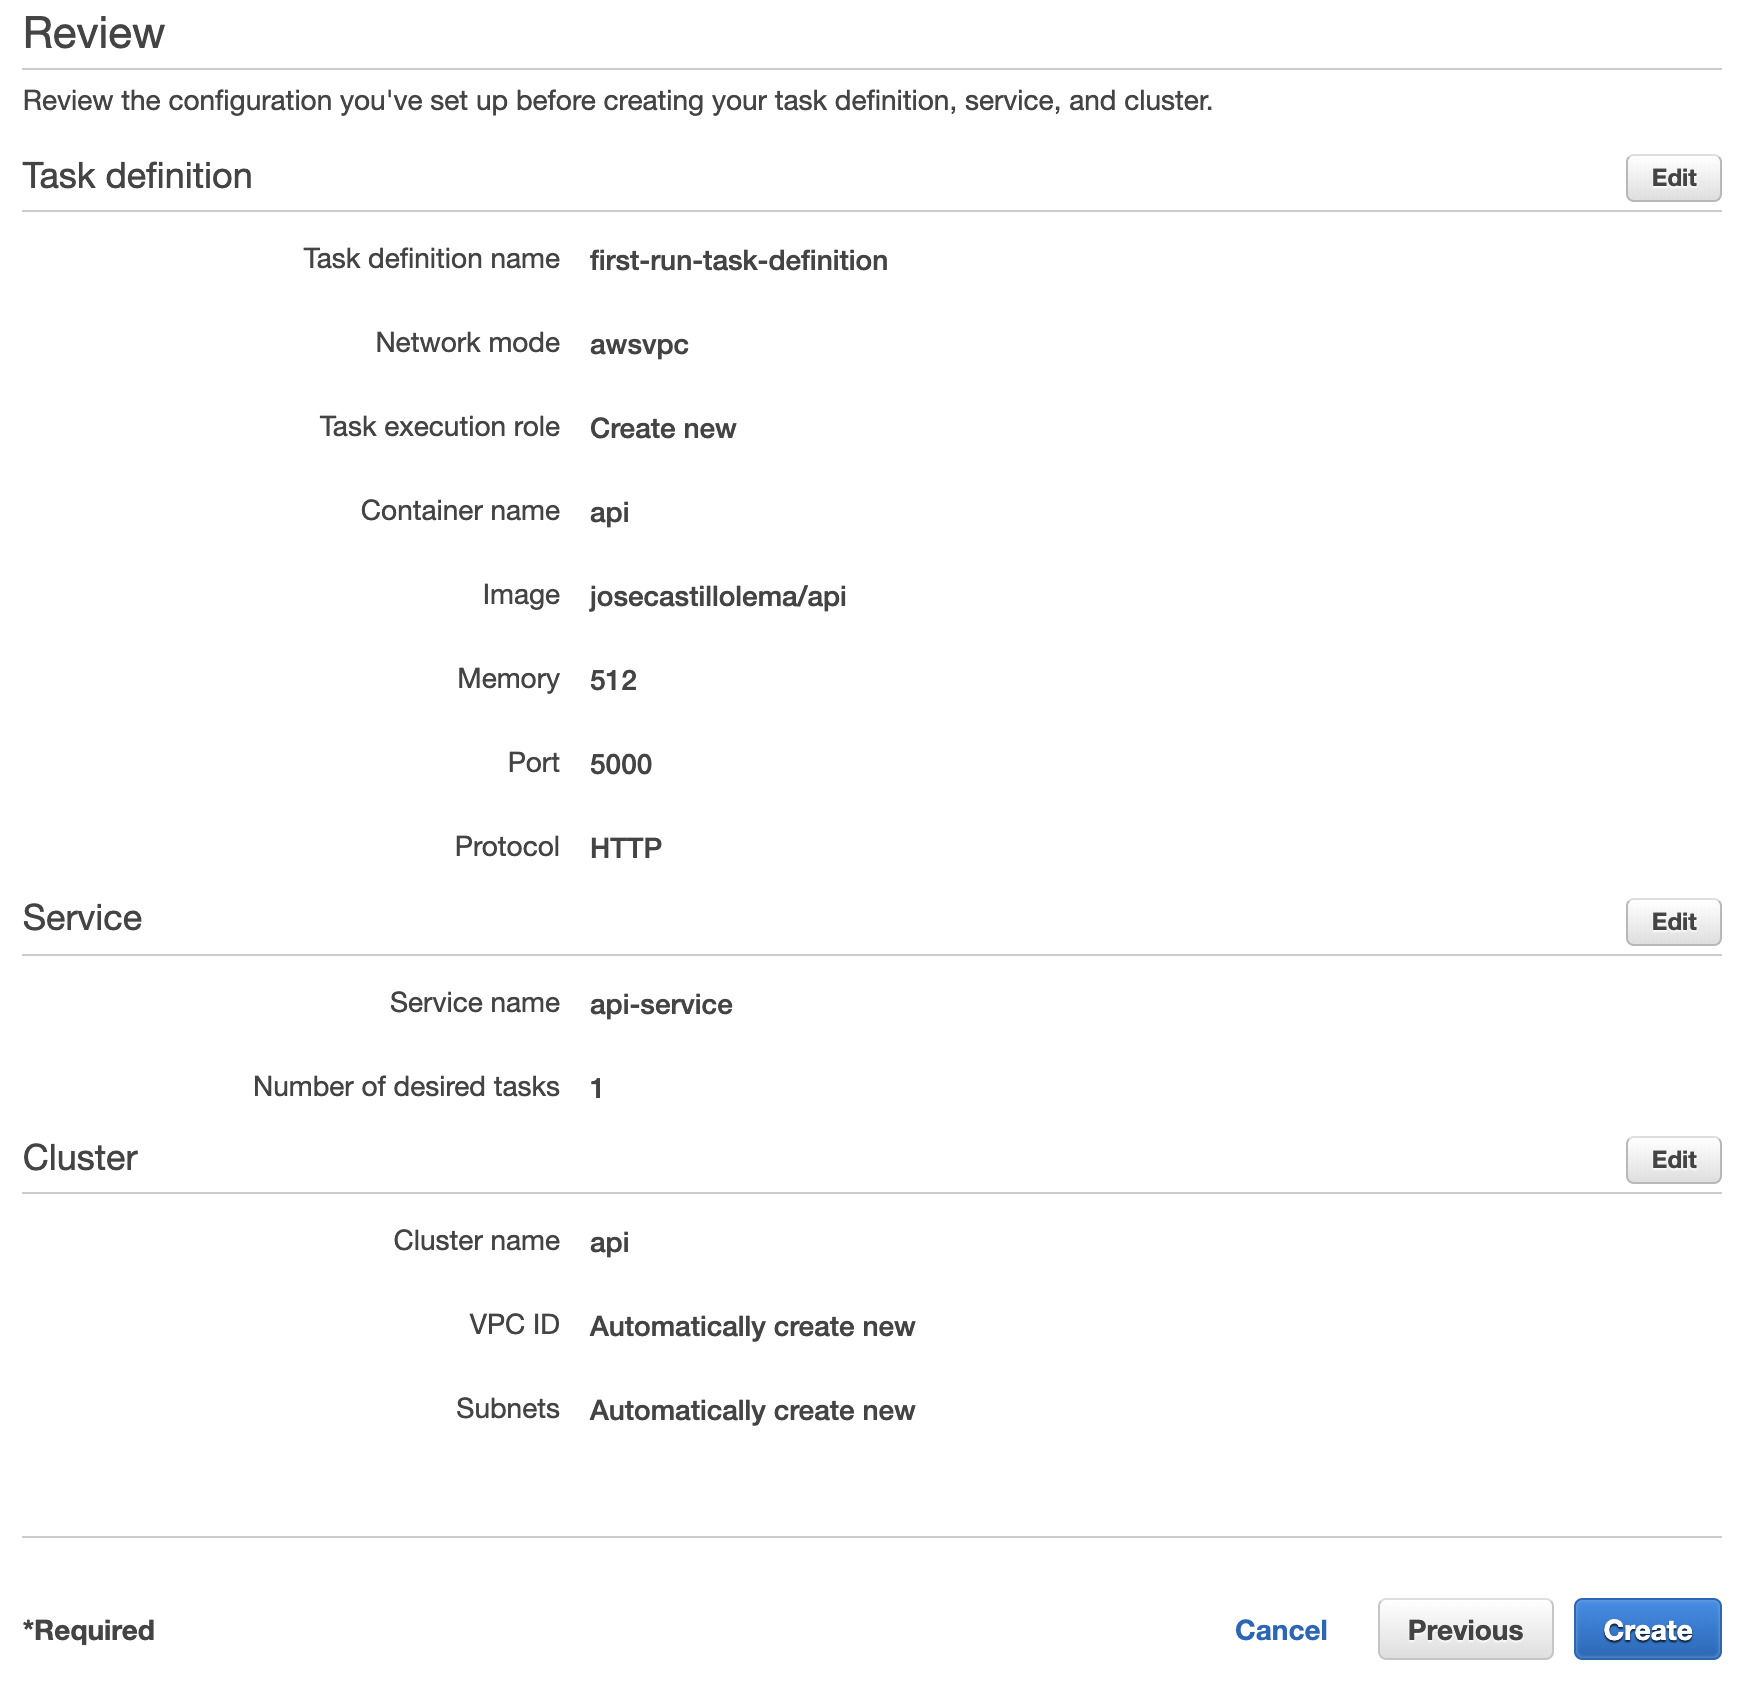 Review
Review the configuration you've set up before creating your task definition, service, and cluster.
Task definition Edit
Task definition name first-run-task-definition
Network mode awsvpc
Task execution role Create new
Container name api
Image josecastillolema/api
Memory 512
Port 5000
Protocol HTTP
Service Edit
Service name api-service
Number of desired tasks 1
Cluster Edit
Cluster name api
VPC ID Automatically create new
Subnets Automatically create new
*Required Cancel Previous Create